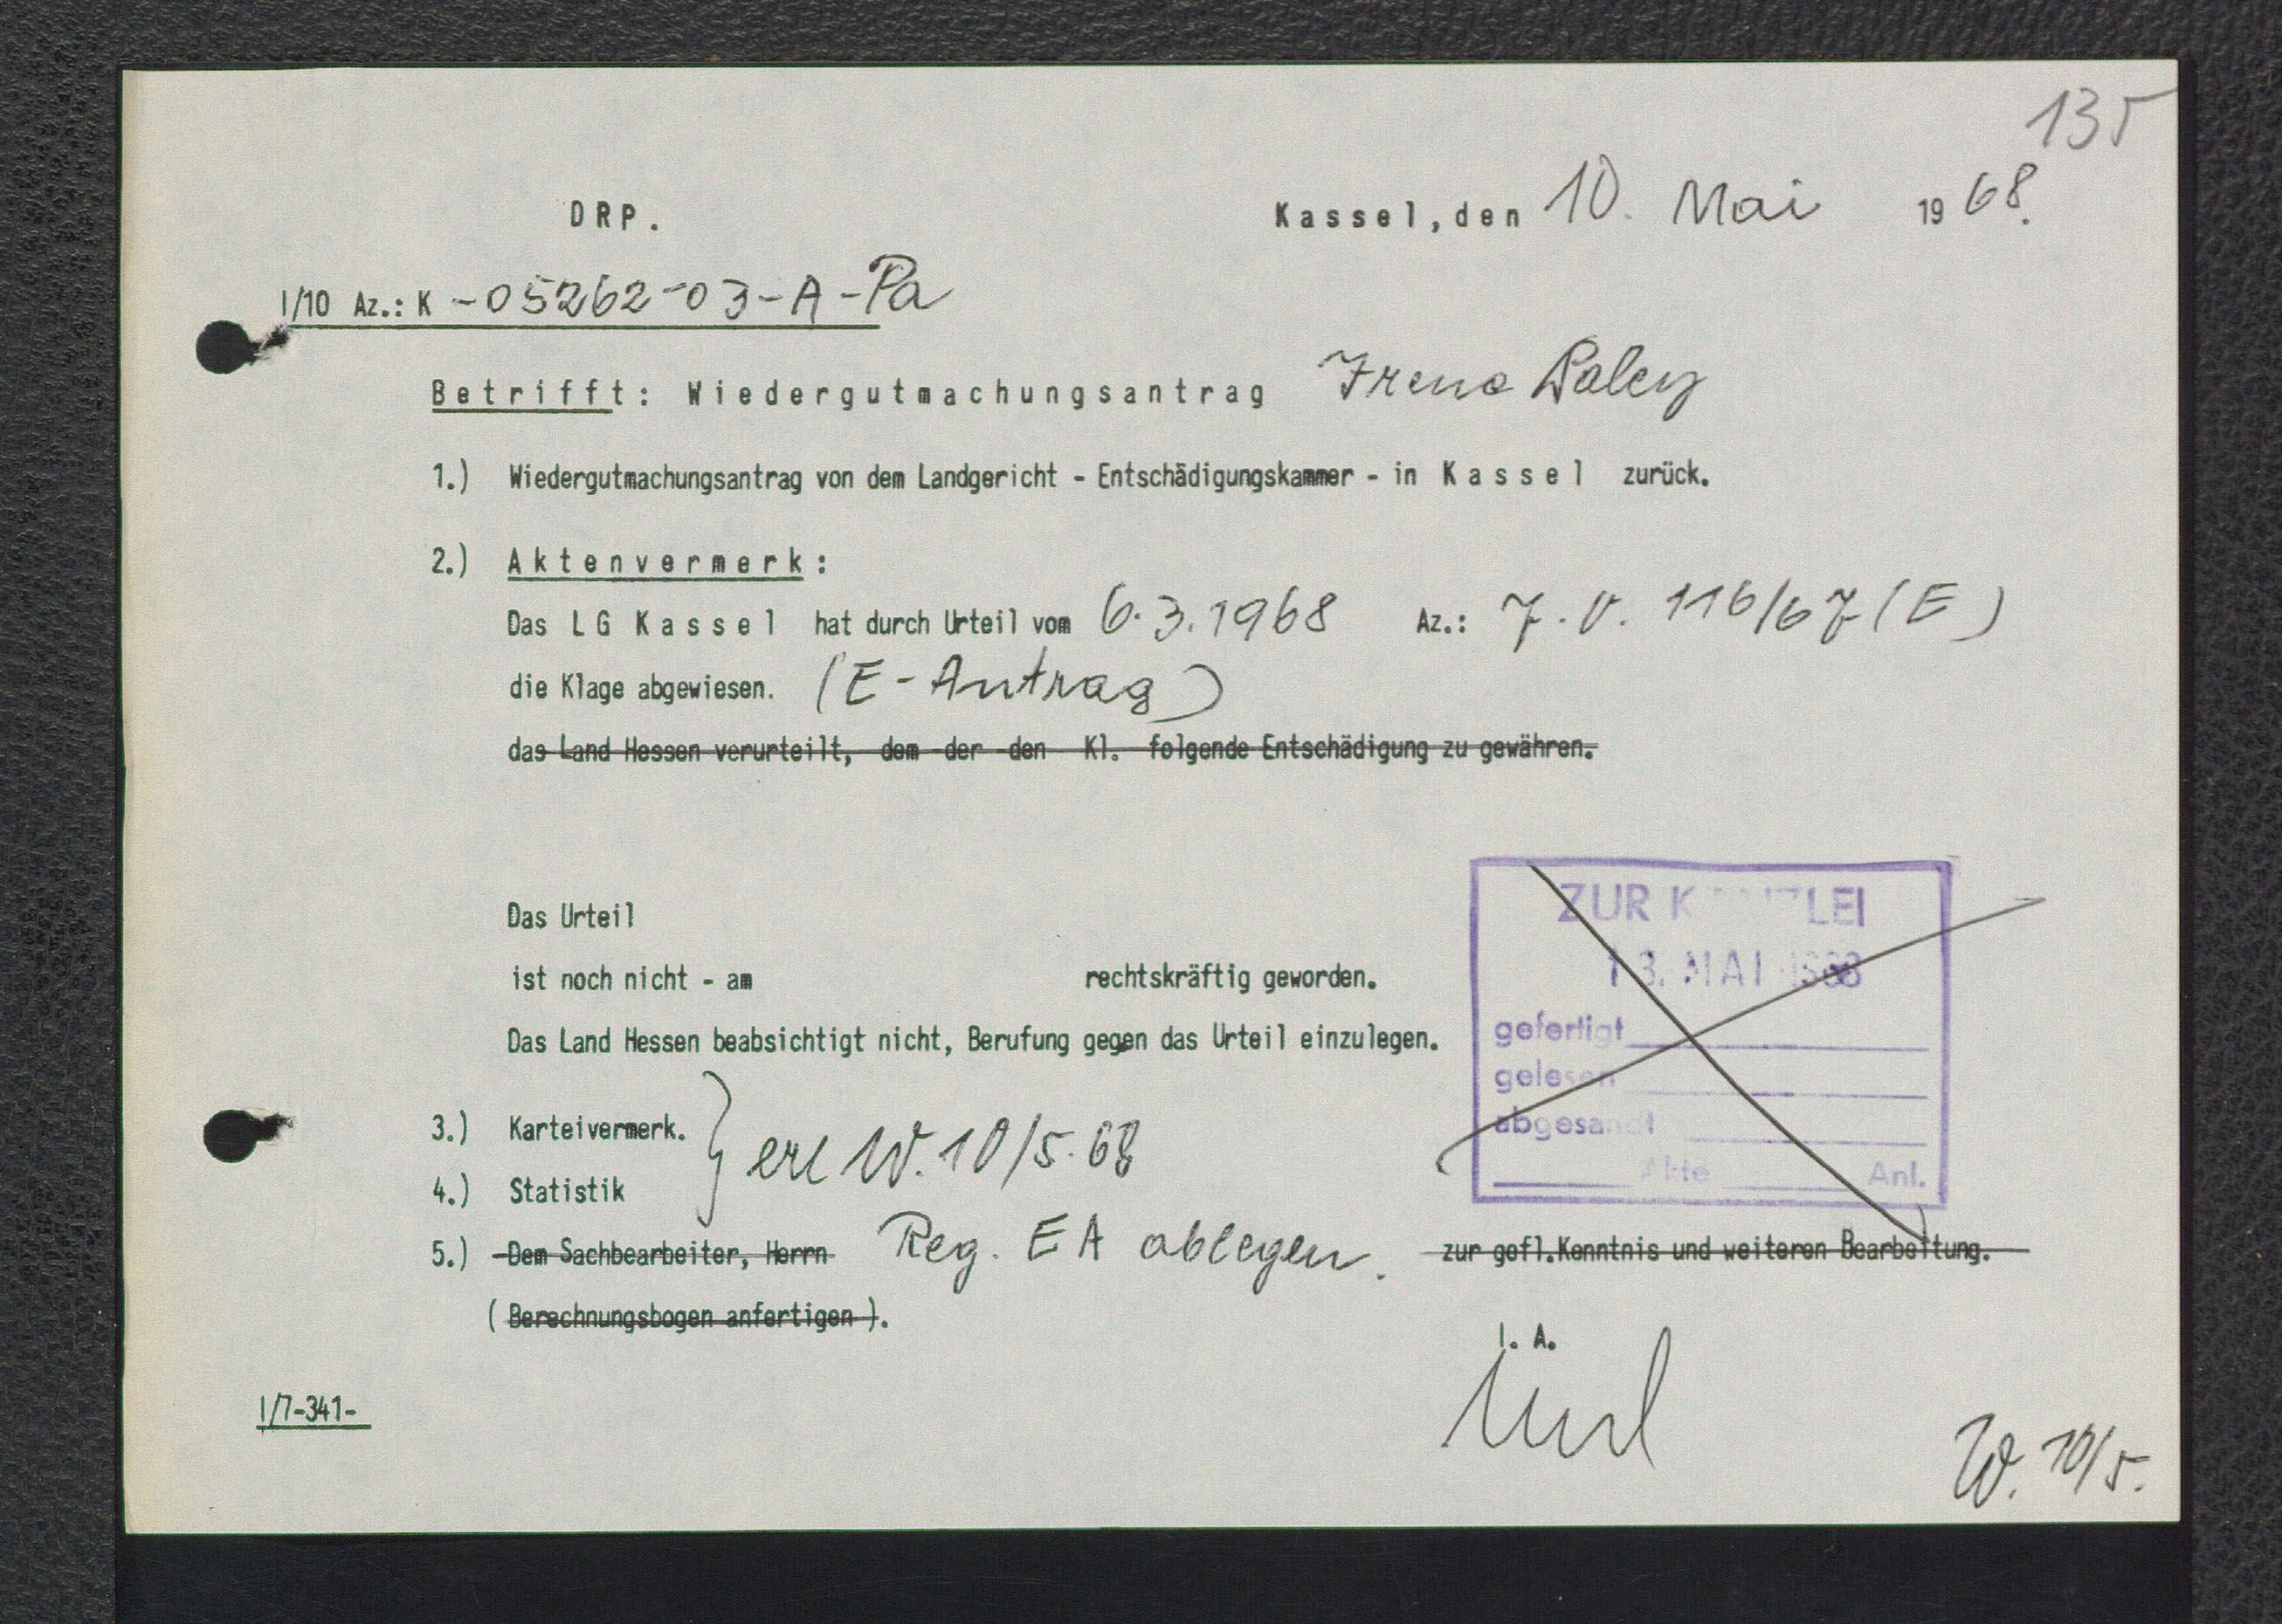 135
DRP.
Kassel, den 10. Mai 1968.
I/10 Az.: K -05262-03-A-Pa
Betrifft: Wiedergutmachungsantrag Irena
1.) Wiedergutmachungsantrag von dem Landgericht - Entschädigungskammer - in Kassel zurück.
2.) Aktenvermerk:
Das LG Kassel hat durch Urteil vom 6.3.1968 Az.: 7.O. 116/67 (E)
die Klage abgewiesen. (E-Antrag)
das Land Hessen verurteilt, dem der den Kl. folgende Entschädigung zu gewähren.
Das Urteil
ist noch nicht - am rechtskräftig geworden.
Das Land Hessen beabsichtigt nicht, Berufung gegen das Urteil einzulegen.
ZUR KANZLEI
13. MAI 1968
gefertigt
gelesen
abgesandt
Akte Anl.
3.) Karteivermerk.
4.) Statistik
} erl W. 10/5.68
5.) Dem Sachbearbeiter, Herrn Reg. EA ablegen. zur gefl.Kenntnis und weiteren Bearbeitung.
( Berechnungsbogen anfertigen ).
I. A.
I/7-341-
W. 10/5.